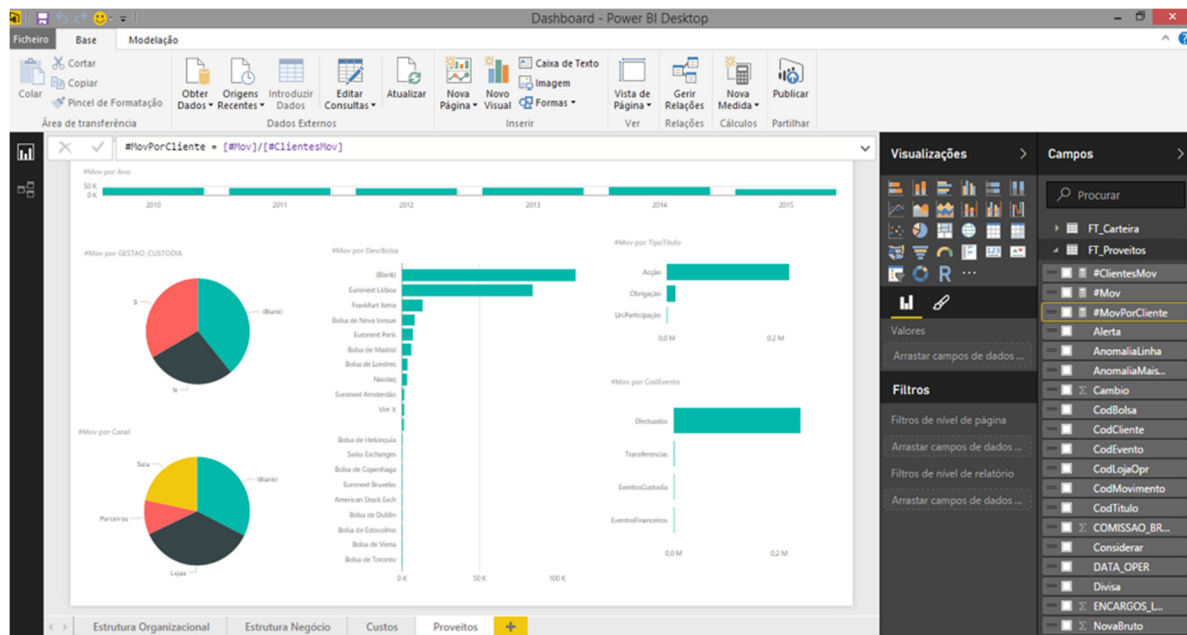 Dashboard - Power BI Desktop
Ficheiro Base Modelação
Colar
Cortar
Copiar
Pincel de Formatação
Área de transferência
Obter Dados
Origens Recentes
Introduzir Dados
Editar Consultas
Atualizar
Dados Externos
Nova Página
Novo Visual
Caixa de Texto
Imagem
Formas
Inserir
Vista de Página
Ver
Gerir Relações
Relações
Nova Medida
Cálculos
Publicar
Partilhar
#MovPorCliente = [#Mov]/[#ClientesMov]
#Mov por Ano
50 K
0 K
2010 2011 2012 2013 2014 2015
#Mov por GESTAO_CUSTODIA
S
(Blank)
N
#Mov por Canal
Sala
(Blank)
Parceiros
Lojas
#Mov por DescBolsa
(Blank)
Euronext Lisboa
Frankfurt Xetra
Bolsa de Nova Iorque
Euronext Paris
Bolsa de Madrid
Bolsa de Londres
Nasdaq
Euronext Amsterdão
Virt-X
Bolsa de Helsínquia
Swiss Exchanges
Bolsa de Copenhaga
Euronext Bruxelas
American Stock Exch
Bolsa de Dublin
Bolsa de Estocolmo
Bolsa de Viena
Bolsa de Toronto
0 K 50 K 100 K
#Mov por TipoTitulo
Acção
Obrigação
Un.Participação
0,0 M 0,2 M
#Mov por CodEvento
Efectuados
Transferencias
EventosCustodia
EventosFinanceiros
0,0 M 0,2 M
Visualizações
R
Valores
Arrastar campos de dados ...
Filtros
Filtros de nível de página
Arrastar campos de dados ...
Filtros de nível de relatório
Arrastar campos de dados ...
Campos
Procurar
FT_Carteira
FT_Proveitos
#ClientesMov
#Mov
#MovPorCliente
Alerta
AnomaliaLinha
AnomaliaMais...
Cambio
CodBolsa
CodCliente
CodEvento
CodLojaOpr
CodMovimento
CodTitulo
COMISSAO_BR...
Considerar
DATA_OPER
Divisa
ENCARGOS_L...
NovaBruto
Estrutura Organizacional Estrutura Negócio Custos Proveitos